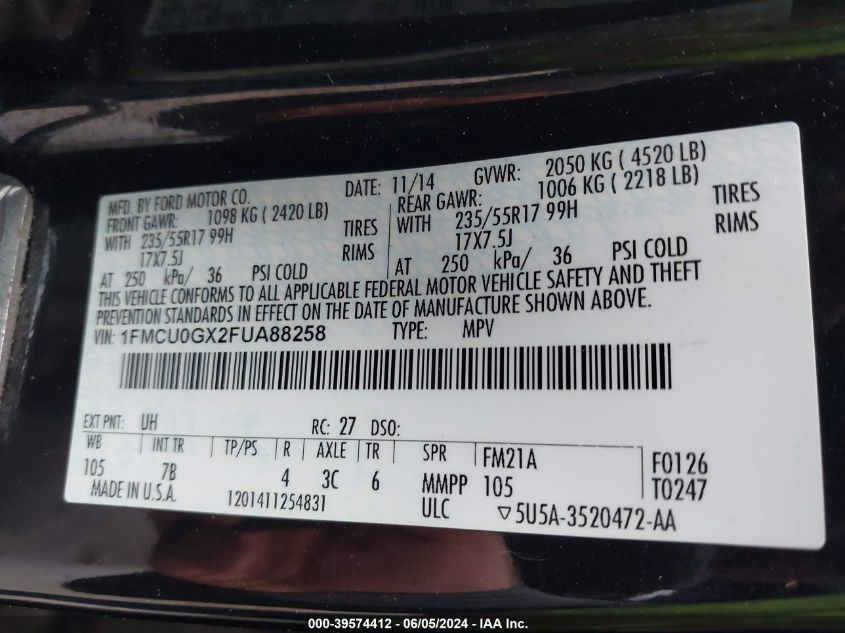 MFD. BY FORD MOTOR CO. DATE: 11/14 GVWR: 2050 KG ( 4520 LB)
FRONT GAWR: 1098 KG ( 2420 LB) REAR GAWR: 1006 KG ( 2218 LB)
WITH 235/55R17 99H TIRES WITH 235/55R17 99H TIRES
17X7.5J RIMS 17X7.5J RIMS
AT 250 kPa/ 36 PSI COLD AT 250 kPa/ 36 PSI COLD
THIS VEHICLE CONFORMS TO ALL APPLICABLE FEDERAL MOTOR VEHICLE SAFETY AND THEFT
PREVENTION STANDARDS IN EFFECT ON THE DATE OF MANUFACTURE SHOWN ABOVE.
VIN: 1FMCU0GX2FUA88258 TYPE: MPV
EXT PNT: UH RC: 27 DSO:
WB INT TR TP/PS R AXLE TR SPR FM21A F0126
105 7B 4 3C 6 MMPP 105 T0247
MADE IN U.S.A. 1201411254831 ULC ▽5U5A-3520472-AA
000-39574412 - 06/05/2024 - IAA Inc.